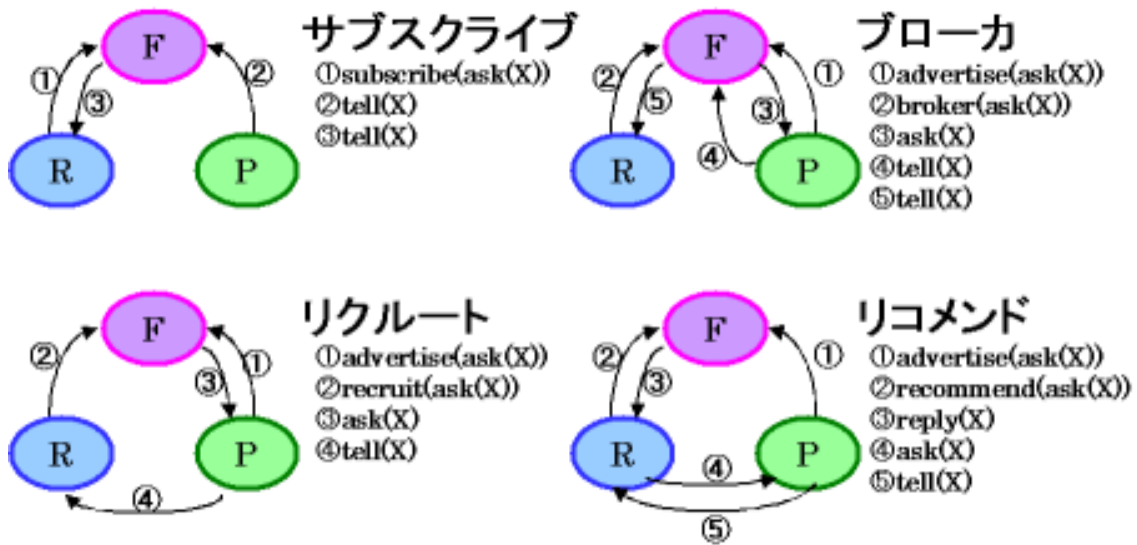 サブスクライブ
F
R
P
①
②
③
①subscribe(ask(X))
②tell(X)
③tell(X)
ブローカ
F
R
P
②
⑤
③
①
④
①advertise(ask(X))
②broker(ask(X))
③ask(X)
④tell(X)
⑤tell(X)
リクルート
F
R
P
②
③
①
④
①advertise(ask(X))
②recruit(ask(X))
③ask(X)
④tell(X)
リコメンド
F
R
P
②
③
①
④
⑤
①advertise(ask(X))
②recommend(ask(X))
③reply(X)
④ask(X)
⑤tell(X)